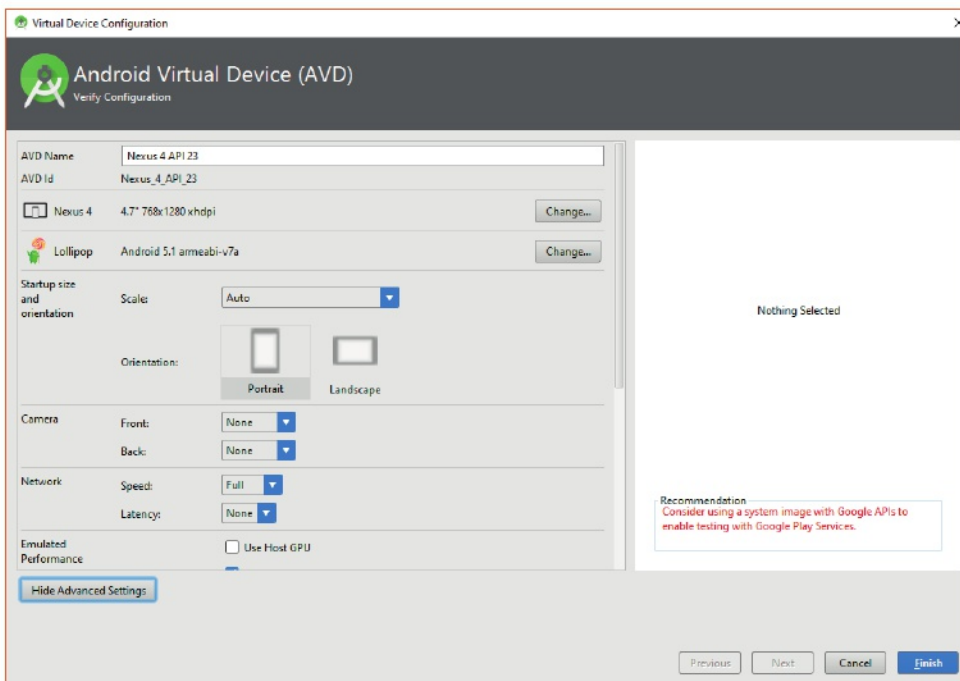 Virtual Device Configuration
Android Virtual Device (AVD)
Verify Configuration
AVD Name
Nexus 4 API 23
AVD Id
Nexus_4_API_23
Nexus 4
4.7" 768x1280 xhdpi
Change...
Lollipop
Android 5.1 armeabi-v7a
Change...
Startup size
and
orientation
Scale:
Auto
Orientation:
Portrait
Landscape
Camera
Front:
None
Back:
None
Network
Speed:
Full
Latency:
None
Emulated
Performance
Use Host GPU
Hide Advanced Settings
Nothing Selected
Recommendation
Consider using a system image with Google APIs to
enable testing with Google Play Services.
Previous
Next
Cancel
Finish